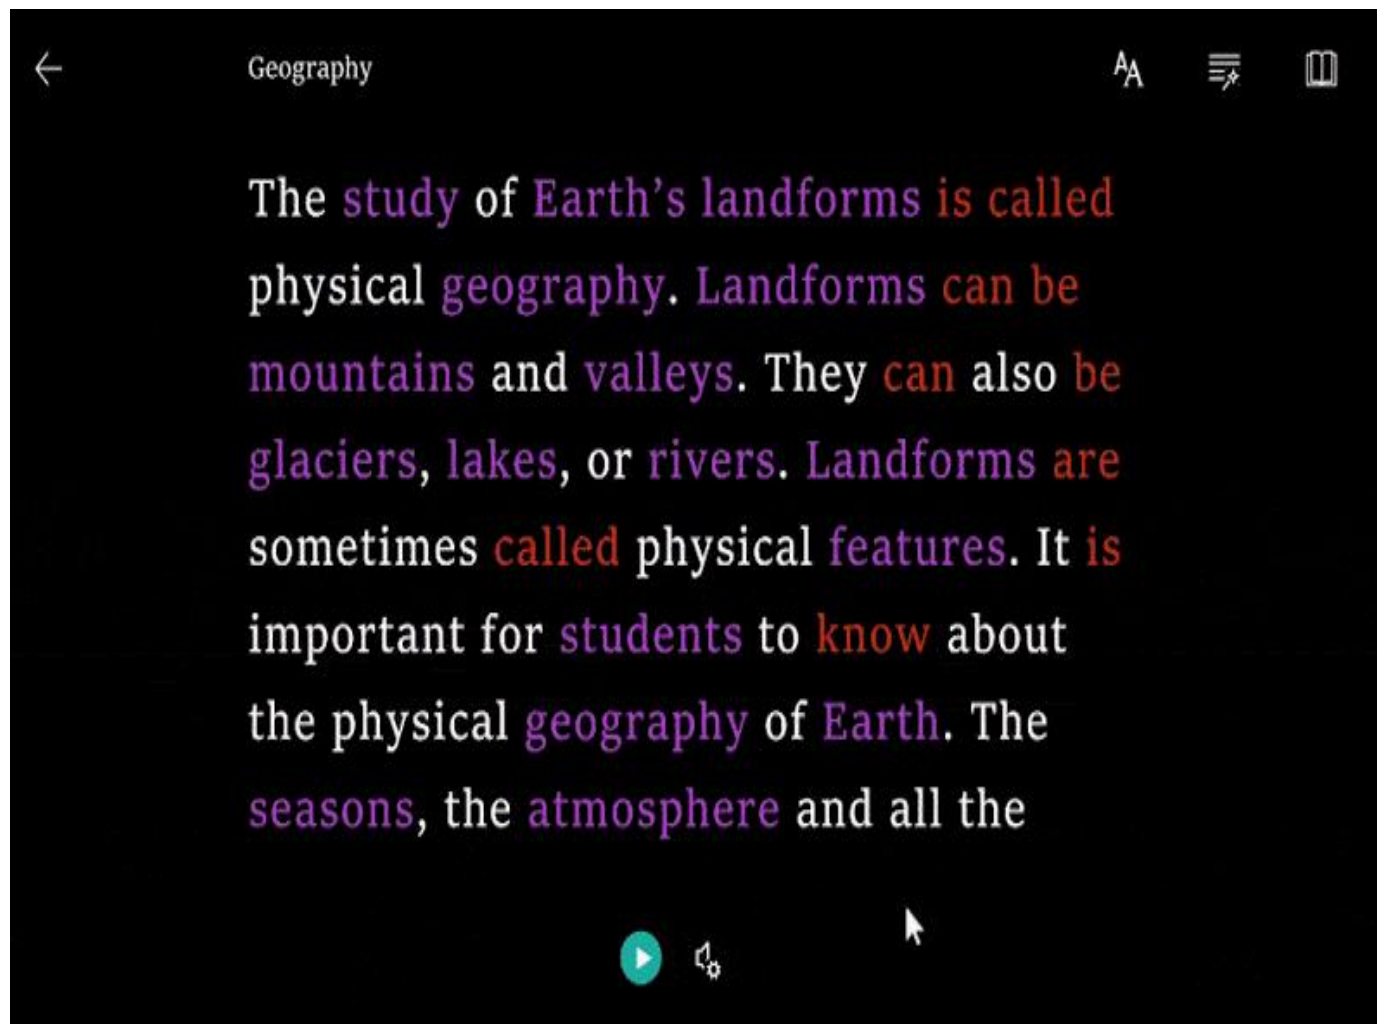 Geography
AA
The study of Earth’s landforms is called
physical geography. Landforms can be
mountains and valleys. They can also be
glaciers, lakes, or rivers. Landforms are
sometimes called physical features. It is
important for students to know about
the physical geography of Earth. The
seasons, the atmosphere and all the